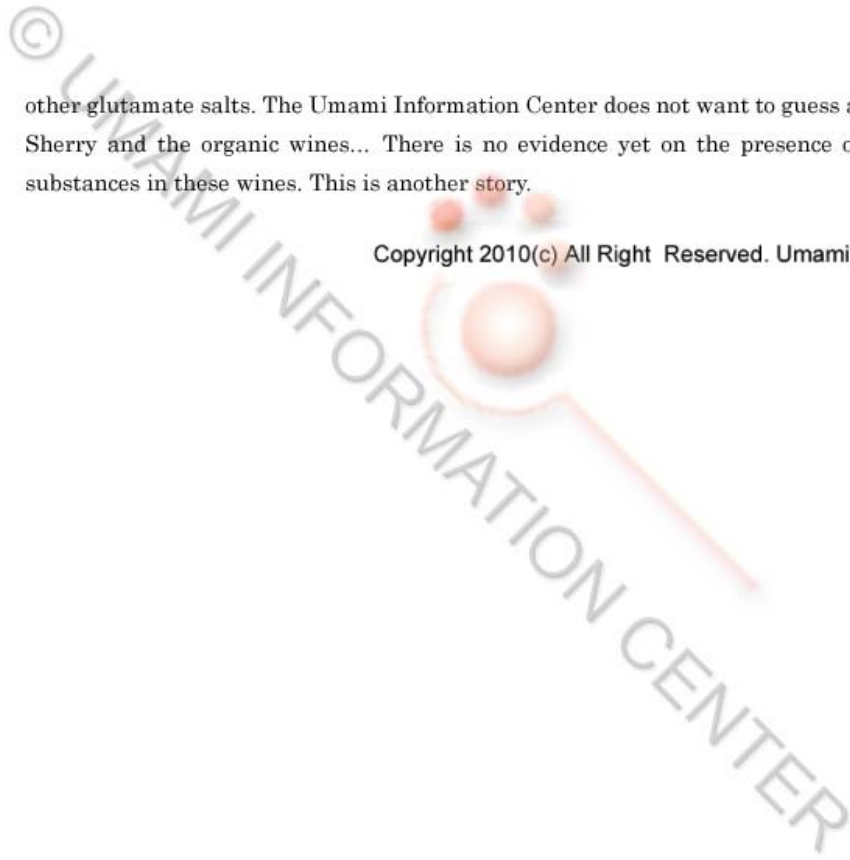 © UMAMI INFORMATION CENTER
other glutamate salts. The Umami Information Center does not want to guess a
Sherry and the organic wines... There is no evidence yet on the presence o
substances in these wines. This is another story.
Copyright 2010(c) All Right Reserved. Umami